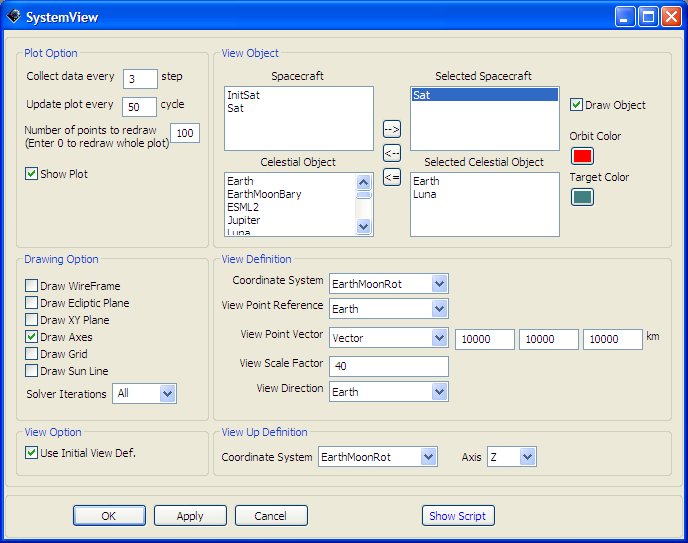 SystemView
Plot Option
Collect data every 3 step
Update plot every 50 cycle
Number of points to redraw 100
(Enter 0 to redraw whole plot)
Show Plot
View Object
Spacecraft
InitSat
Sat
-->
<--
<=
Selected Spacecraft
Sat
Draw Object
Orbit Color
Target Color
Celestial Object
Earth
EarthMoonBary
ESML2
Jupiter
Luna
Selected Celestial Object
Earth
Luna
Drawing Option
Draw WireFrame
Draw Ecliptic Plane
Draw XY Plane
Draw Axes
Draw Grid
Draw Sun Line
Solver Iterations All
View Definition
Coordinate System EarthMoonRot
View Point Reference Earth
View Point Vector Vector 10000 10000 10000 km
View Scale Factor 40
View Direction Earth
View Option
Use Initial View Def.
View Up Definition
Coordinate System EarthMoonRot Axis Z
OK Apply Cancel Show Script